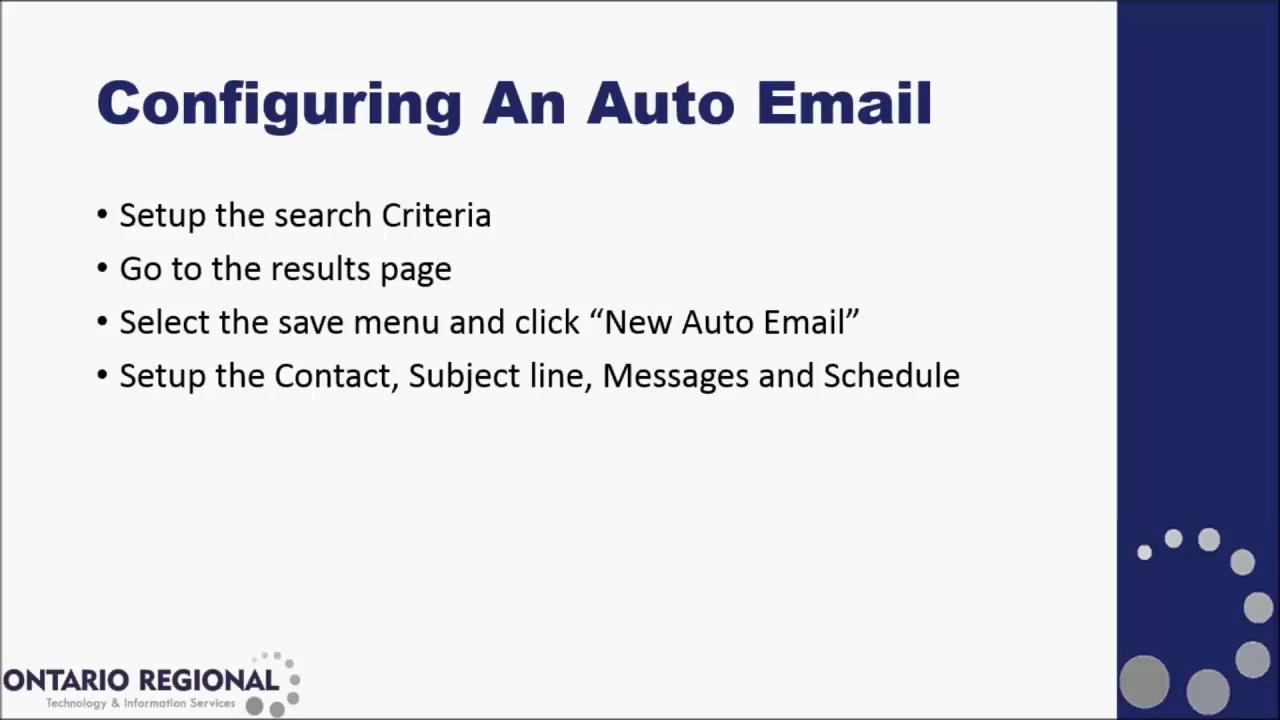 Configuring An Auto Email
• Setup the search Criteria
• Go to the results page
• Select the save menu and click “New Auto Email”
• Setup the Contact, Subject line, Messages and Schedule
ONTARIO REGIONAL
Technology & Information Services